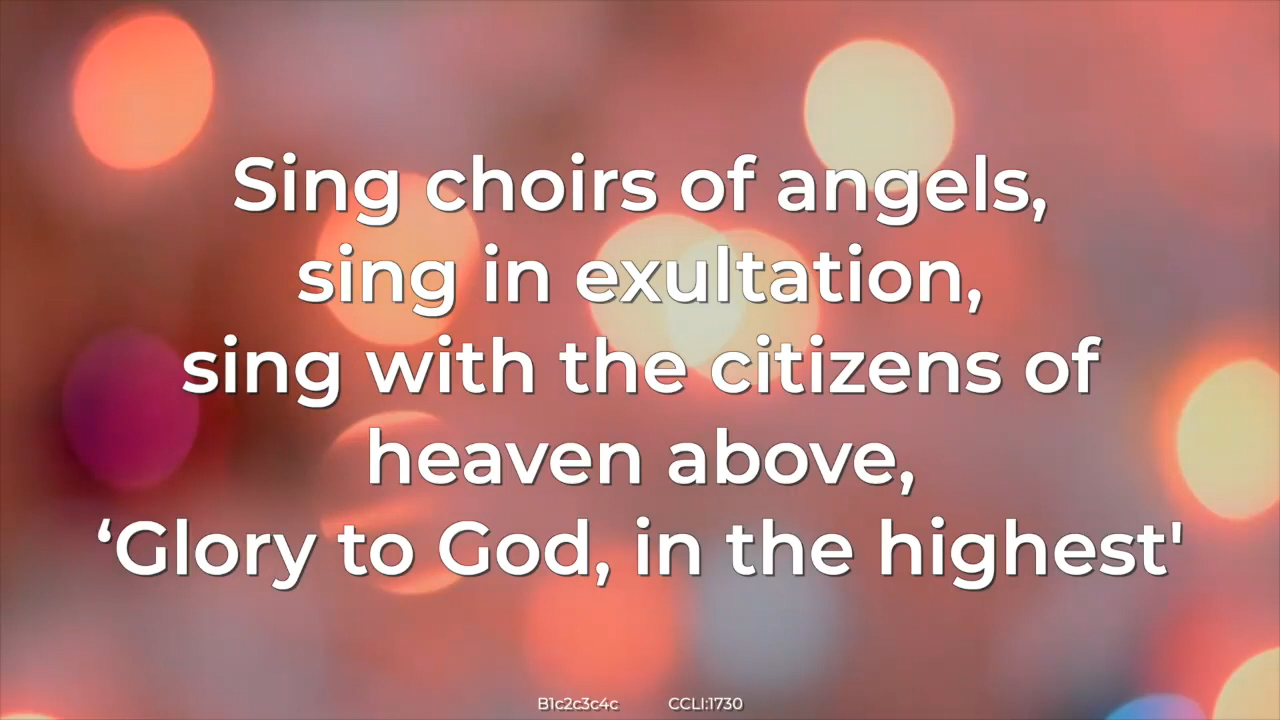 Sing choirs of angels,
sing in exultation,
sing with the citizens of
heaven above,
‘Glory to God, in the highest'
B1c2c3c4c CCLI:1730